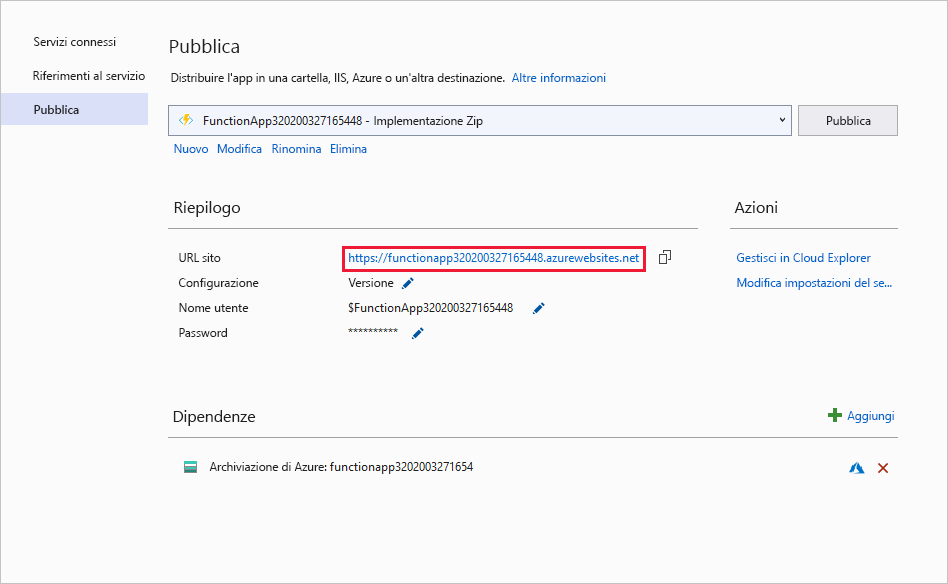 Servizi connessi
Riferimenti al servizio
Pubblica
Pubblica
Distribuire l'app in una cartella, IIS, Azure o un'altra destinazione. Altre informazioni
FunctionApp320200327165448 - Implementazione Zip
Pubblica
Nuovo Modifica Rinomina Elimina
Riepilogo
Azioni
URL sito https://functionapp320200327165448.azurewebsites.net
Gestisci in Cloud Explorer
Configurazione Versione
Modifica impostazioni del se...
Nome utente $FunctionApp320200327165448
Password **********
Dipendenze
Aggiungi
Archiviazione di Azure: functionapp3202003271654